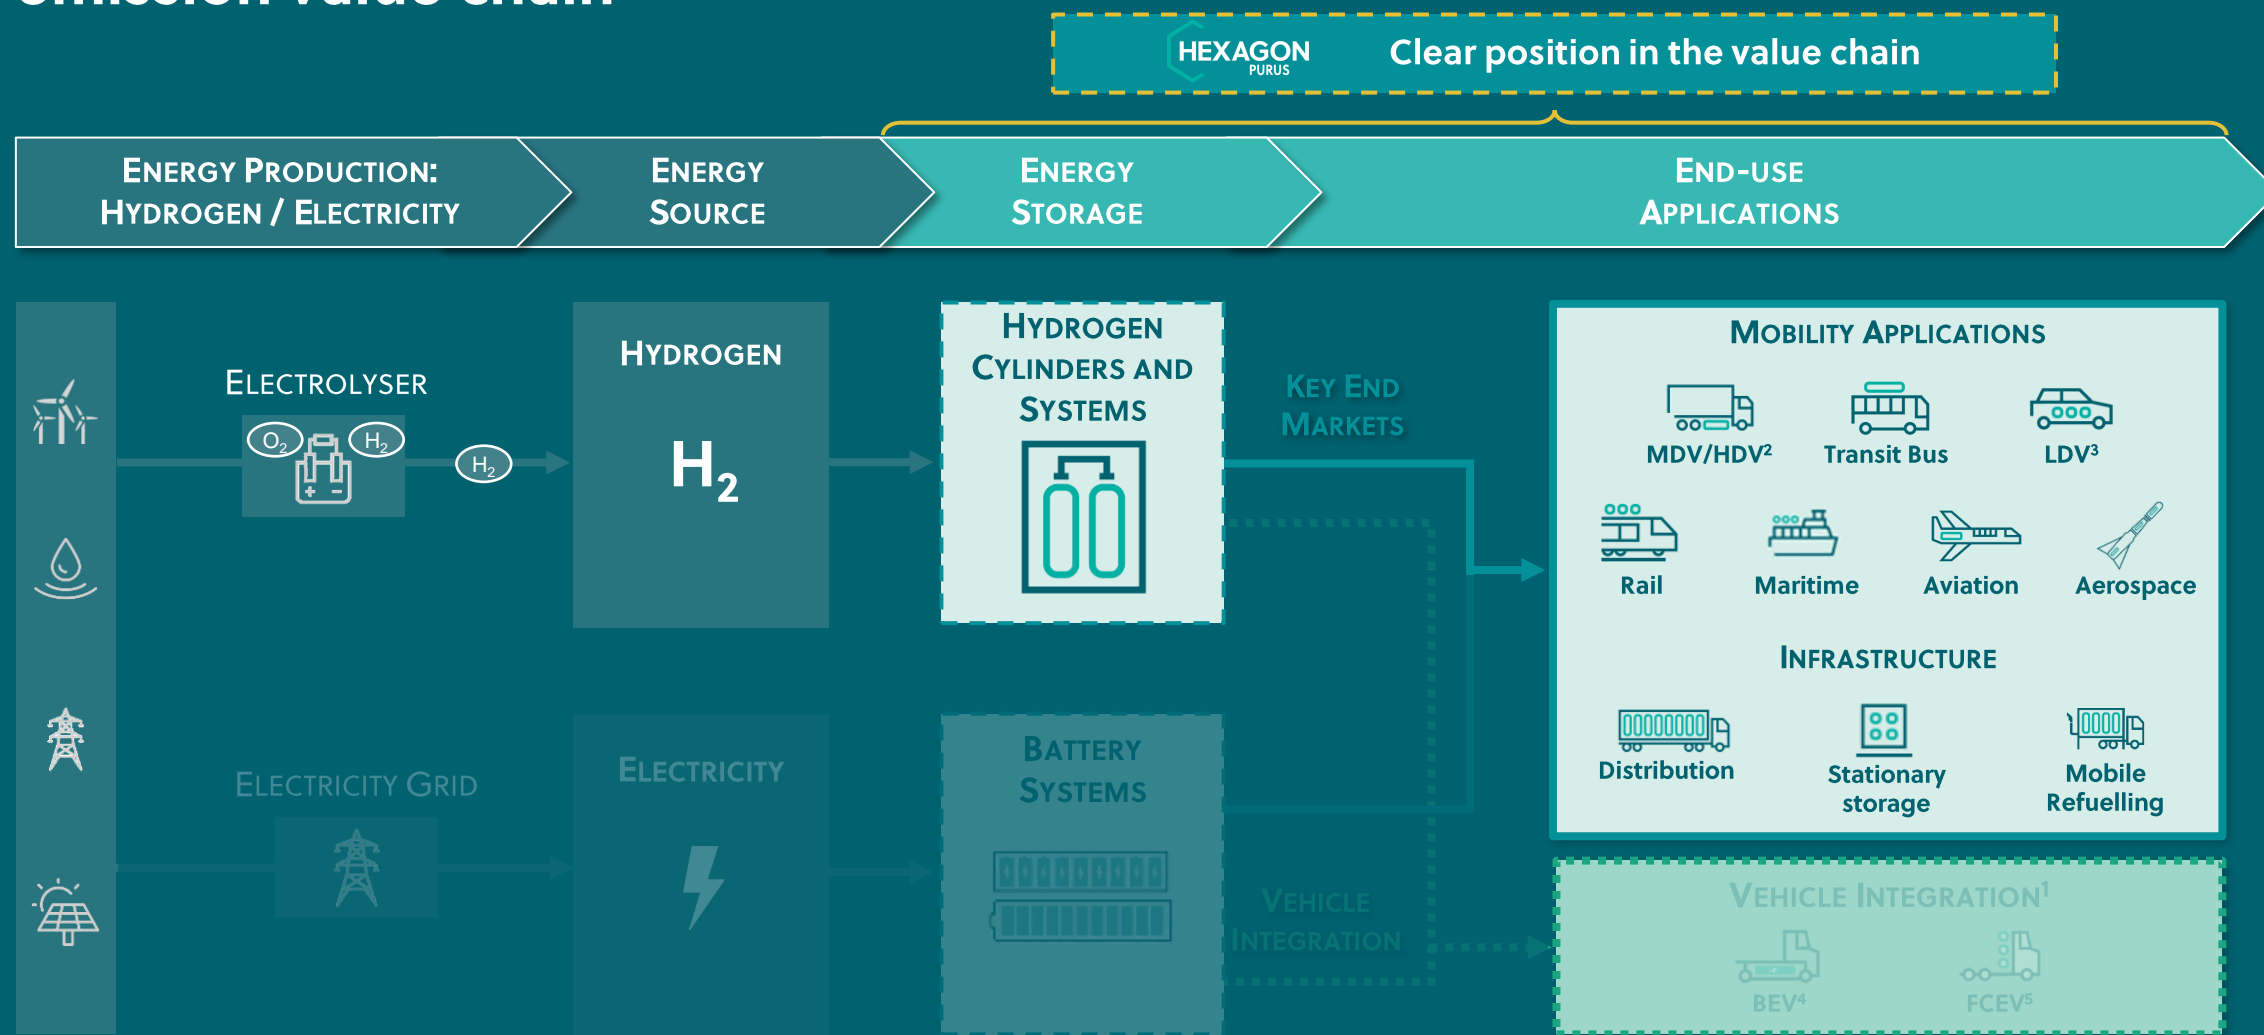 emission value chain
HEXAGON
PURUS
Clear position in the value chain
ENERGY PRODUCTION:
HYDROGEN / ELECTRICITY
ENERGY
SOURCE
ENERGY
STORAGE
END-USE
APPLICATIONS
ELECTROLYSER
O2
H2
H2
HYDROGEN
H2
HYDROGEN
CYLINDERS AND
SYSTEMS
KEY END
MARKETS
MOBILITY APPLICATIONS
MDV/HDV²
Transit Bus
LDV³
Rail
Maritime
Aviation
Aerospace
INFRASTRUCTURE
Distribution
Stationary
storage
Mobile
Refuelling
ELECTRICITY GRID
ELECTRICITY
BATTERY
SYSTEMS
VEHICLE
INTEGRATION
VEHICLE INTEGRATION¹
BEV⁴
FCEV⁵